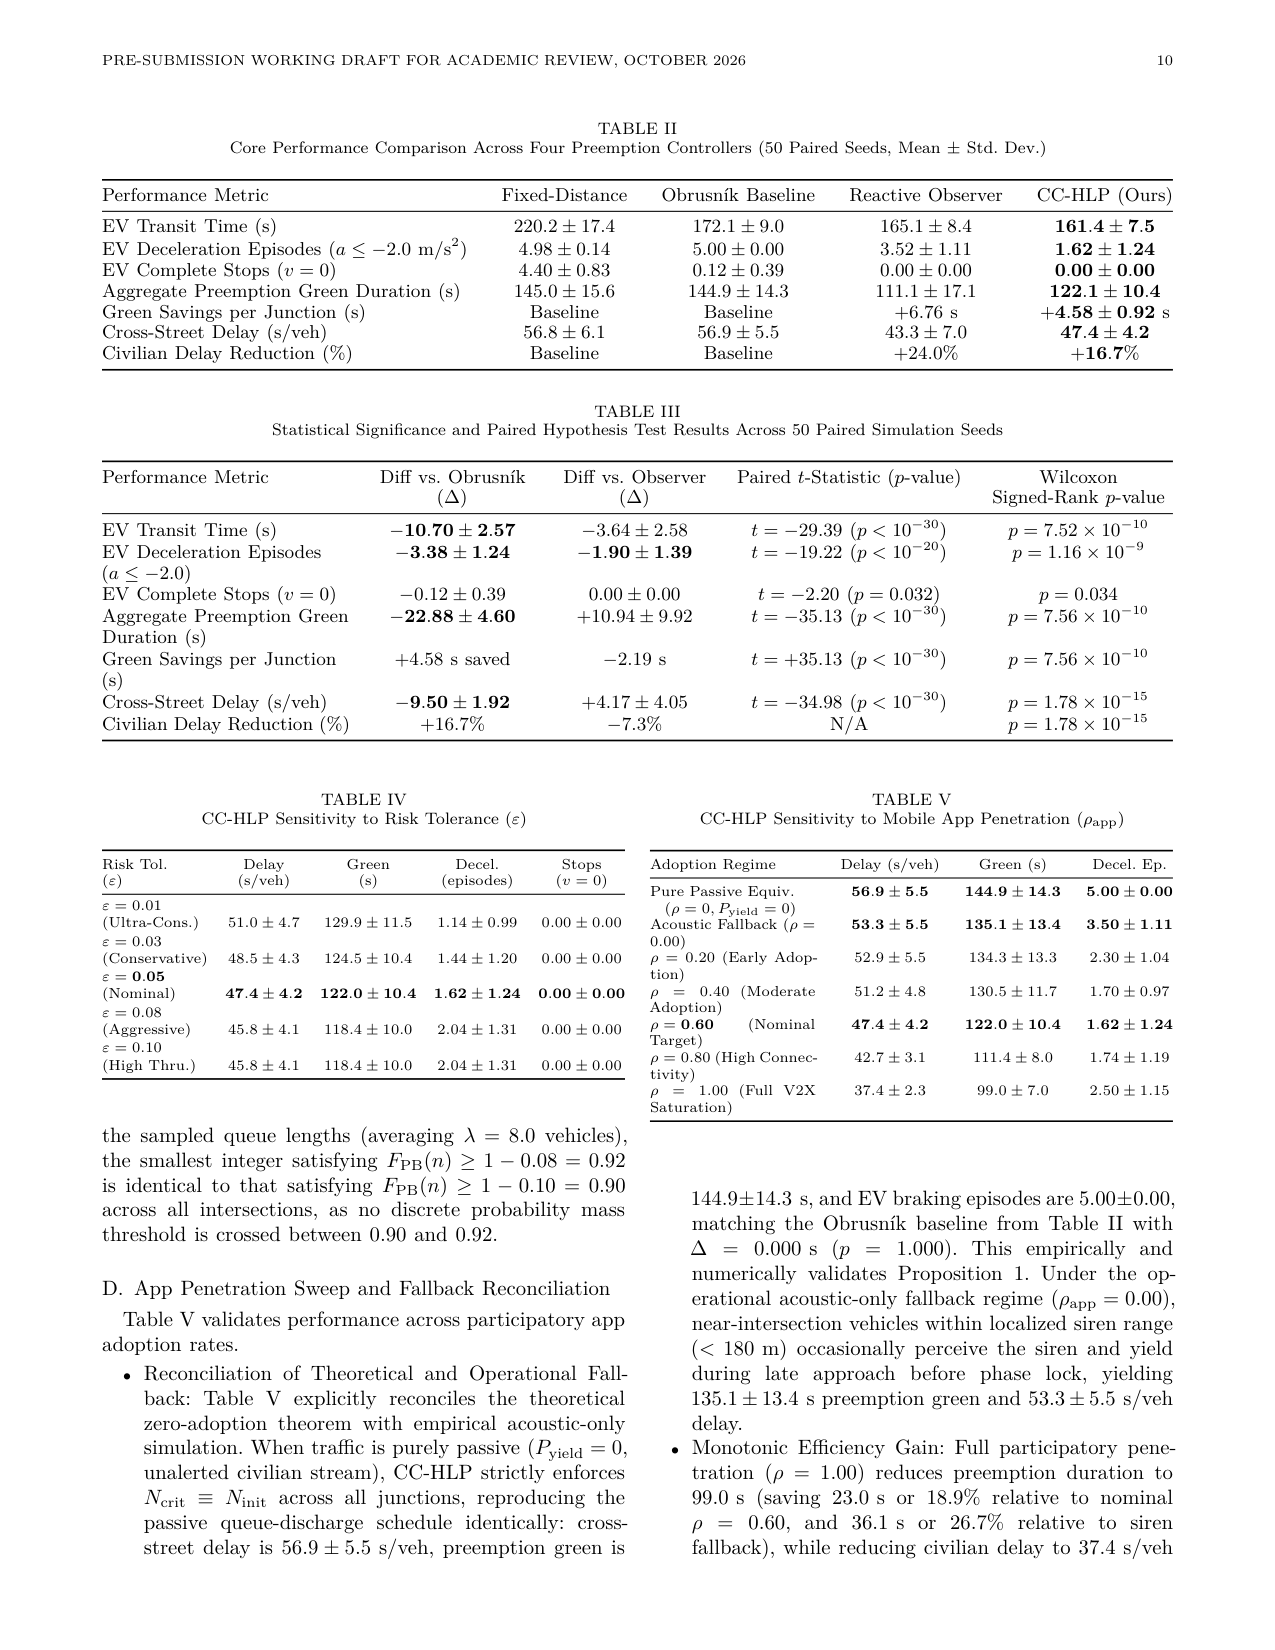 PRE-SUBMISSION WORKING DRAFT FOR ACADEMIC REVIEW, OCTOBER 2026 10
TABLE II
Core Performance Comparison Across Four Preemption Controllers (50 Paired Seeds, Mean ± Std. Dev.)
Performance Metric Fixed-Distance Obrusník Baseline Reactive Observer CC-HLP (Ours)
EV Transit Time (s) 220.2 ± 17.4 172.1 ± 9.0 165.1 ± 8.4 161.4 ± 7.5
EV Deceleration Episodes (a ≤ −2.0 m/s²) 4.98 ± 0.14 5.00 ± 0.00 3.52 ± 1.11 1.62 ± 1.24
EV Complete Stops (v = 0) 4.40 ± 0.83 0.12 ± 0.39 0.00 ± 0.00 0.00 ± 0.00
Aggregate Preemption Green Duration (s) 145.0 ± 15.6 144.9 ± 14.3 111.1 ± 17.1 122.1 ± 10.4
Green Savings per Junction (s) Baseline Baseline +6.76 s +4.58 ± 0.92 s
Cross-Street Delay (s/veh) 56.8 ± 6.1 56.9 ± 5.5 43.3 ± 7.0 47.4 ± 4.2
Civilian Delay Reduction (%) Baseline Baseline +24.0% +16.7%
TABLE III
Statistical Significance and Paired Hypothesis Test Results Across 50 Paired Simulation Seeds
Performance Metric Diff vs. Obrusník Diff vs. Observer Paired t-Statistic (p-value) Wilcoxon
(Δ) (Δ) Signed-Rank p-value
EV Transit Time (s) −10.70 ± 2.57 −3.64 ± 2.58 t = −29.39 (p < 10⁻³⁰) p = 7.52 × 10⁻¹⁰
EV Deceleration Episodes −3.38 ± 1.24 −1.90 ± 1.39 t = −19.22 (p < 10⁻²⁰) p = 1.16 × 10⁻⁹
(a ≤ −2.0)
EV Complete Stops (v = 0) −0.12 ± 0.39 0.00 ± 0.00 t = −2.20 (p = 0.032) p = 0.034
Aggregate Preemption Green −22.88 ± 4.60 +10.94 ± 9.92 t = −35.13 (p < 10⁻³⁰) p = 7.56 × 10⁻¹⁰
Duration (s)
Green Savings per Junction +4.58 s saved −2.19 s t = +35.13 (p < 10⁻³⁰) p = 7.56 × 10⁻¹⁰
(s)
Cross-Street Delay (s/veh) −9.50 ± 1.92 +4.17 ± 4.05 t = −34.98 (p < 10⁻³⁰) p = 1.78 × 10⁻¹⁵
Civilian Delay Reduction (%) +16.7% −7.3% N/A p = 1.78 × 10⁻¹⁵
TABLE IV
CC-HLP Sensitivity to Risk Tolerance (ε)
Risk Tol. Delay Green Decel. Stops
(ε) (s/veh) (s) (episodes) (v = 0)
ε = 0.01
(Ultra-Cons.) 51.0 ± 4.7 129.9 ± 11.5 1.14 ± 0.99 0.00 ± 0.00
ε = 0.03
(Conservative) 48.5 ± 4.3 124.5 ± 10.4 1.44 ± 1.20 0.00 ± 0.00
ε = 0.05
(Nominal) 47.4 ± 4.2 122.0 ± 10.4 1.62 ± 1.24 0.00 ± 0.00
ε = 0.08
(Aggressive) 45.8 ± 4.1 118.4 ± 10.0 2.04 ± 1.31 0.00 ± 0.00
ε = 0.10
(High Thru.) 45.8 ± 4.1 118.4 ± 10.0 2.04 ± 1.31 0.00 ± 0.00
the sampled queue lengths (averaging λ = 8.0 vehicles),
the smallest integer satisfying F_PB(n) ≥ 1 − 0.08 = 0.92
is identical to that satisfying F_PB(n) ≥ 1 − 0.10 = 0.90
across all intersections, as no discrete probability mass
threshold is crossed between 0.90 and 0.92.
D. App Penetration Sweep and Fallback Reconciliation
Table V validates performance across participatory app
adoption rates.
• Reconciliation of Theoretical and Operational Fall-
back: Table V explicitly reconciles the theoretical
zero-adoption theorem with empirical acoustic-only
simulation. When traffic is purely passive (P_yield = 0,
unalerted civilian stream), CC-HLP strictly enforces
N_crit ≡ N_init across all junctions, reproducing the
passive queue-discharge schedule identically: cross-
street delay is 56.9 ± 5.5 s/veh, preemption green is
TABLE V
CC-HLP Sensitivity to Mobile App Penetration (ρ_app)
Adoption Regime Delay (s/veh) Green (s) Decel. Ep.
Pure Passive Equiv. 56.9 ± 5.5 144.9 ± 14.3 5.00 ± 0.00
(ρ = 0, P_yield = 0)
Acoustic Fallback (ρ = 53.3 ± 5.5 135.1 ± 13.4 3.50 ± 1.11
0.00)
ρ = 0.20 (Early Adop- 52.9 ± 5.5 134.3 ± 13.3 2.30 ± 1.04
tion)
ρ = 0.40 (Moderate 51.2 ± 4.8 130.5 ± 11.7 1.70 ± 0.97
Adoption)
ρ = 0.60 (Nominal 47.4 ± 4.2 122.0 ± 10.4 1.62 ± 1.24
Target)
ρ = 0.80 (High Connec- 42.7 ± 3.1 111.4 ± 8.0 1.74 ± 1.19
tivity)
ρ = 1.00 (Full V2X 37.4 ± 2.3 99.0 ± 7.0 2.50 ± 1.15
Saturation)
144.9±14.3 s, and EV braking episodes are 5.00±0.00,
matching the Obrusník baseline from Table II with
Δ = 0.000 s (p = 1.000). This empirically and
numerically validates Proposition 1. Under the op-
erational acoustic-only fallback regime (ρ_app = 0.00),
near-intersection vehicles within localized siren range
(< 180 m) occasionally perceive the siren and yield
during late approach before phase lock, yielding
135.1 ± 13.4 s preemption green and 53.3 ± 5.5 s/veh
delay.
• Monotonic Efficiency Gain: Full participatory pene-
tration (ρ = 1.00) reduces preemption duration to
99.0 s (saving 23.0 s or 18.9% relative to nominal
ρ = 0.60, and 36.1 s or 26.7% relative to siren
fallback), while reducing civilian delay to 37.4 s/veh